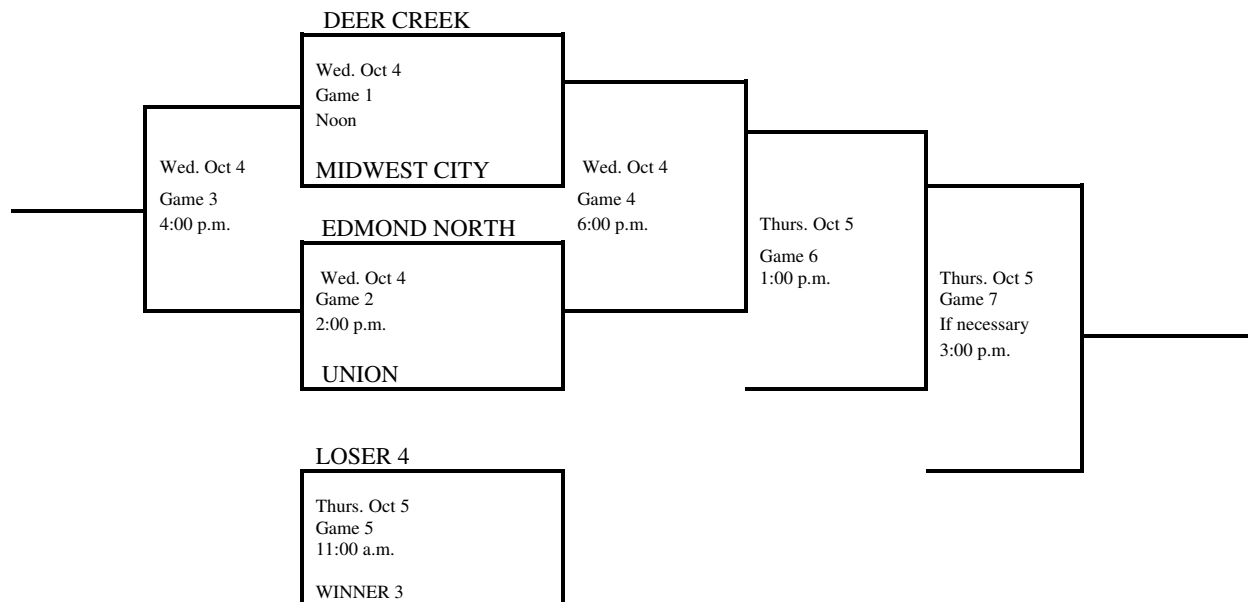 DEER CREEK
Wed. Oct 4
Game 1
Noon
MIDWEST CITY
Wed. Oct 4
Game 3
4:00 p.m.
EDMOND NORTH
Wed. Oct 4
Game 2
2:00 p.m.
UNION
Wed. Oct 4
Game 4
6:00 p.m.
Thurs. Oct 5
Game 6
1:00 p.m.
Thurs. Oct 5
Game 7
If necessary
3:00 p.m.
LOSER 4
Thurs. Oct 5
Game 5
11:00 a.m.
WINNER 3